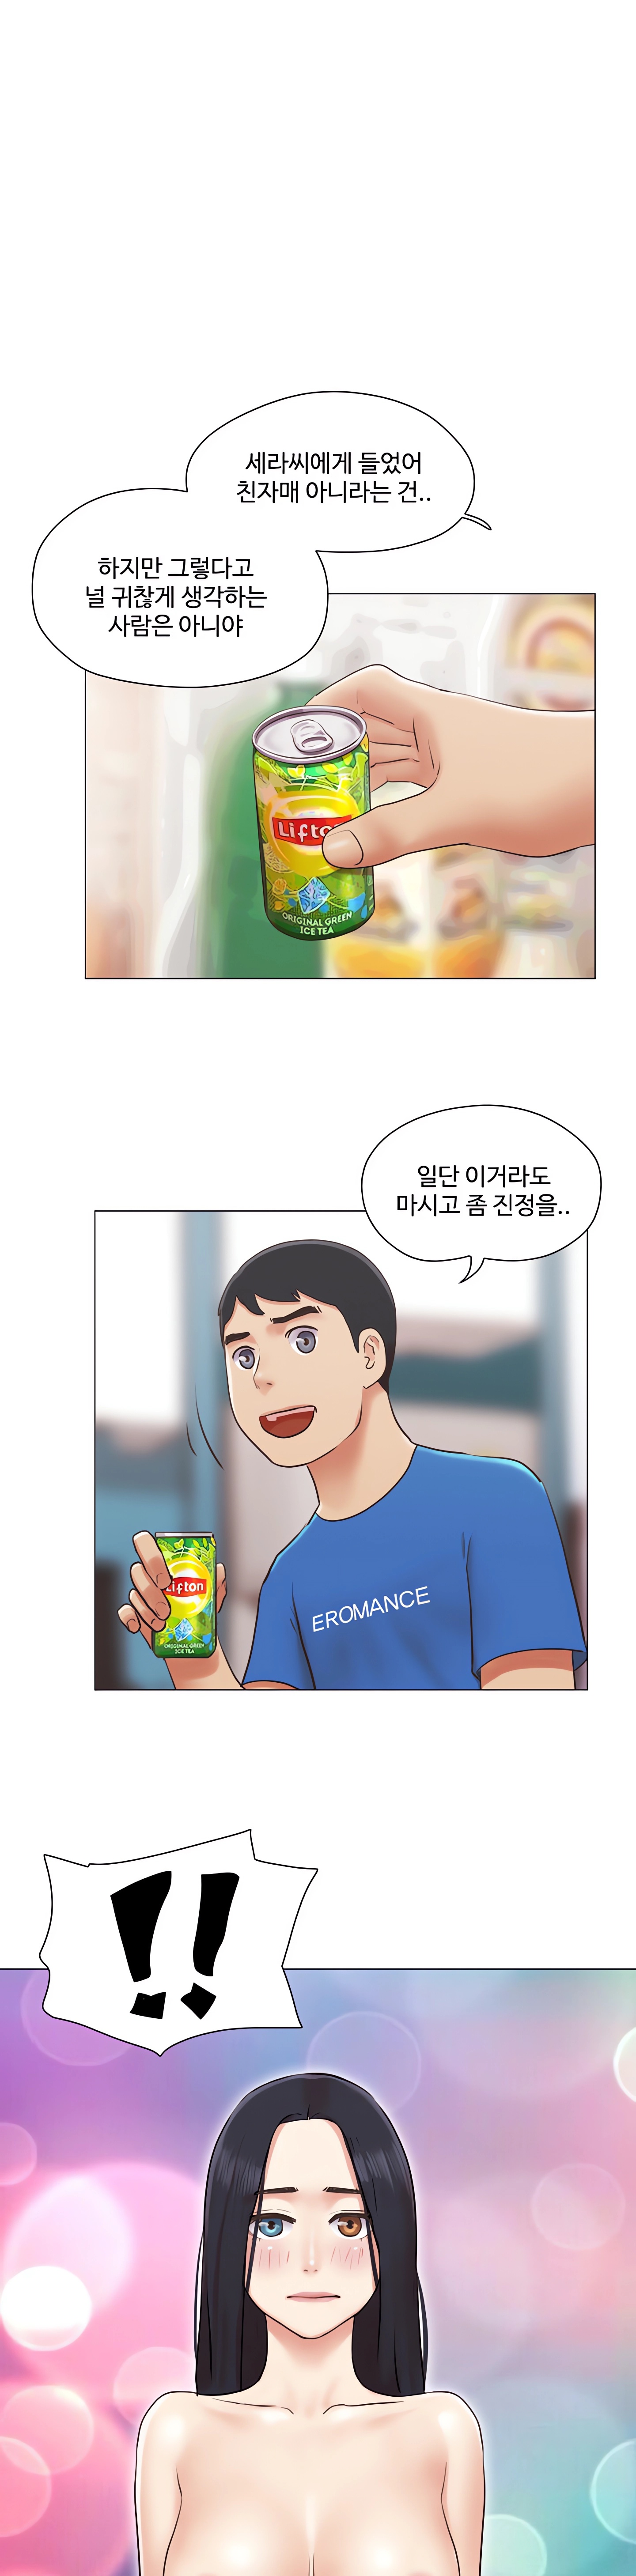 세라씨에게 들었어
친자매 아니라는 건..
하지만 그렇다고
널 귀찮게 생각하는
사람은 아니야
Lifto
ORIGINAL GREEN
ICE TEA
일단 이거라도
마시고 좀 진정을..
Lifton
ORIGINAL GREEN
ICE TEA
EROMANCE
!!